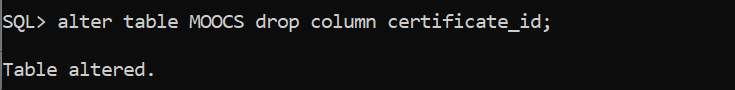 SQL> alter table MOOCS drop column certificate_id;
Table altered.